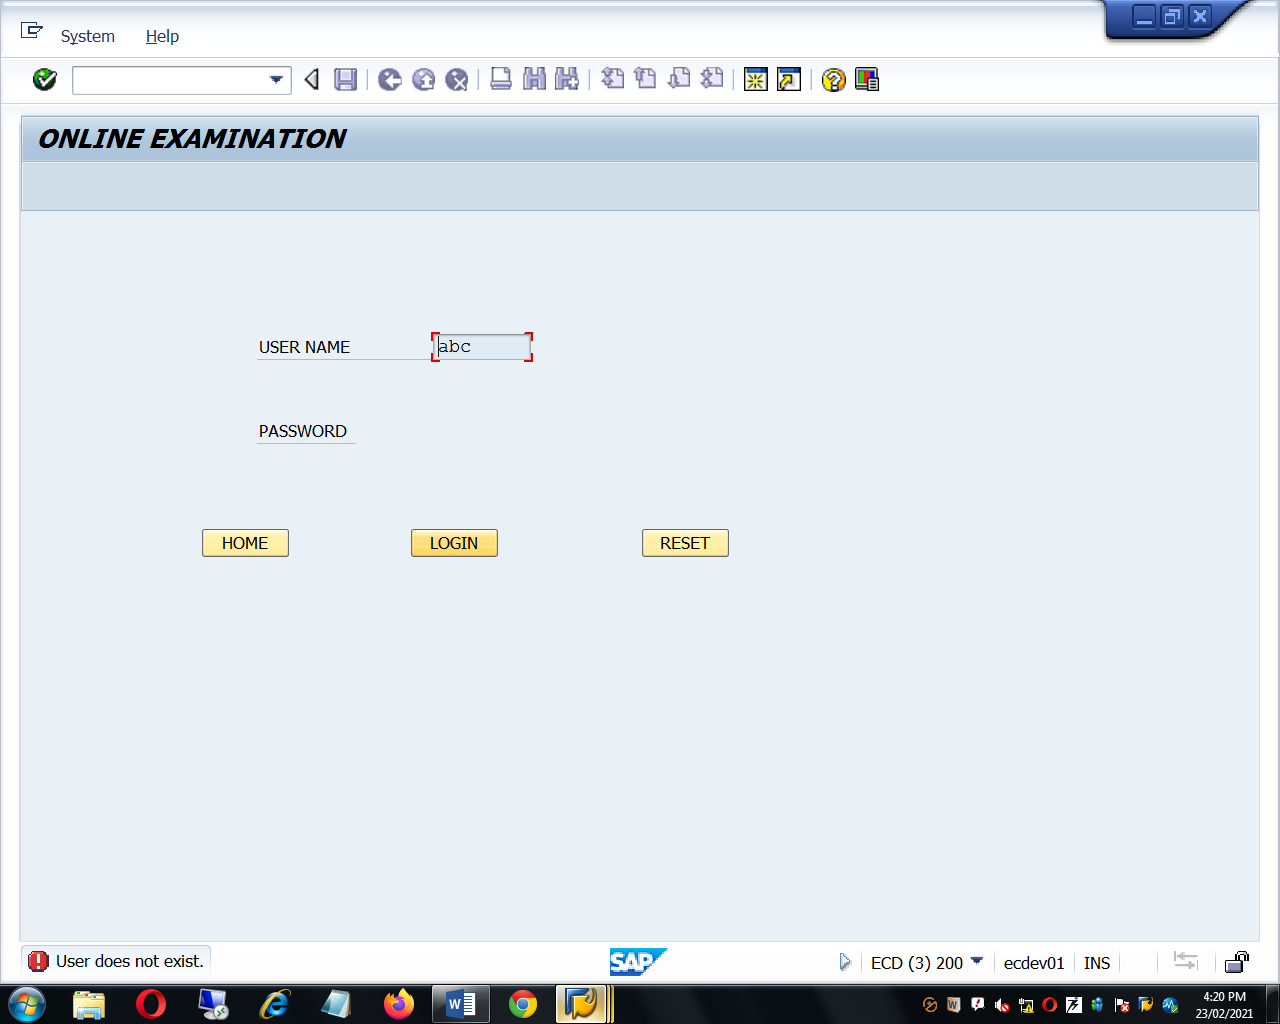 System Help
ONLINE EXAMINATION
USER NAME abc
PASSWORD
HOME LOGIN RESET
User does not exist.
SAP
ECD (3) 200 ecdev01 INS
4:20 PM
23/02/2021